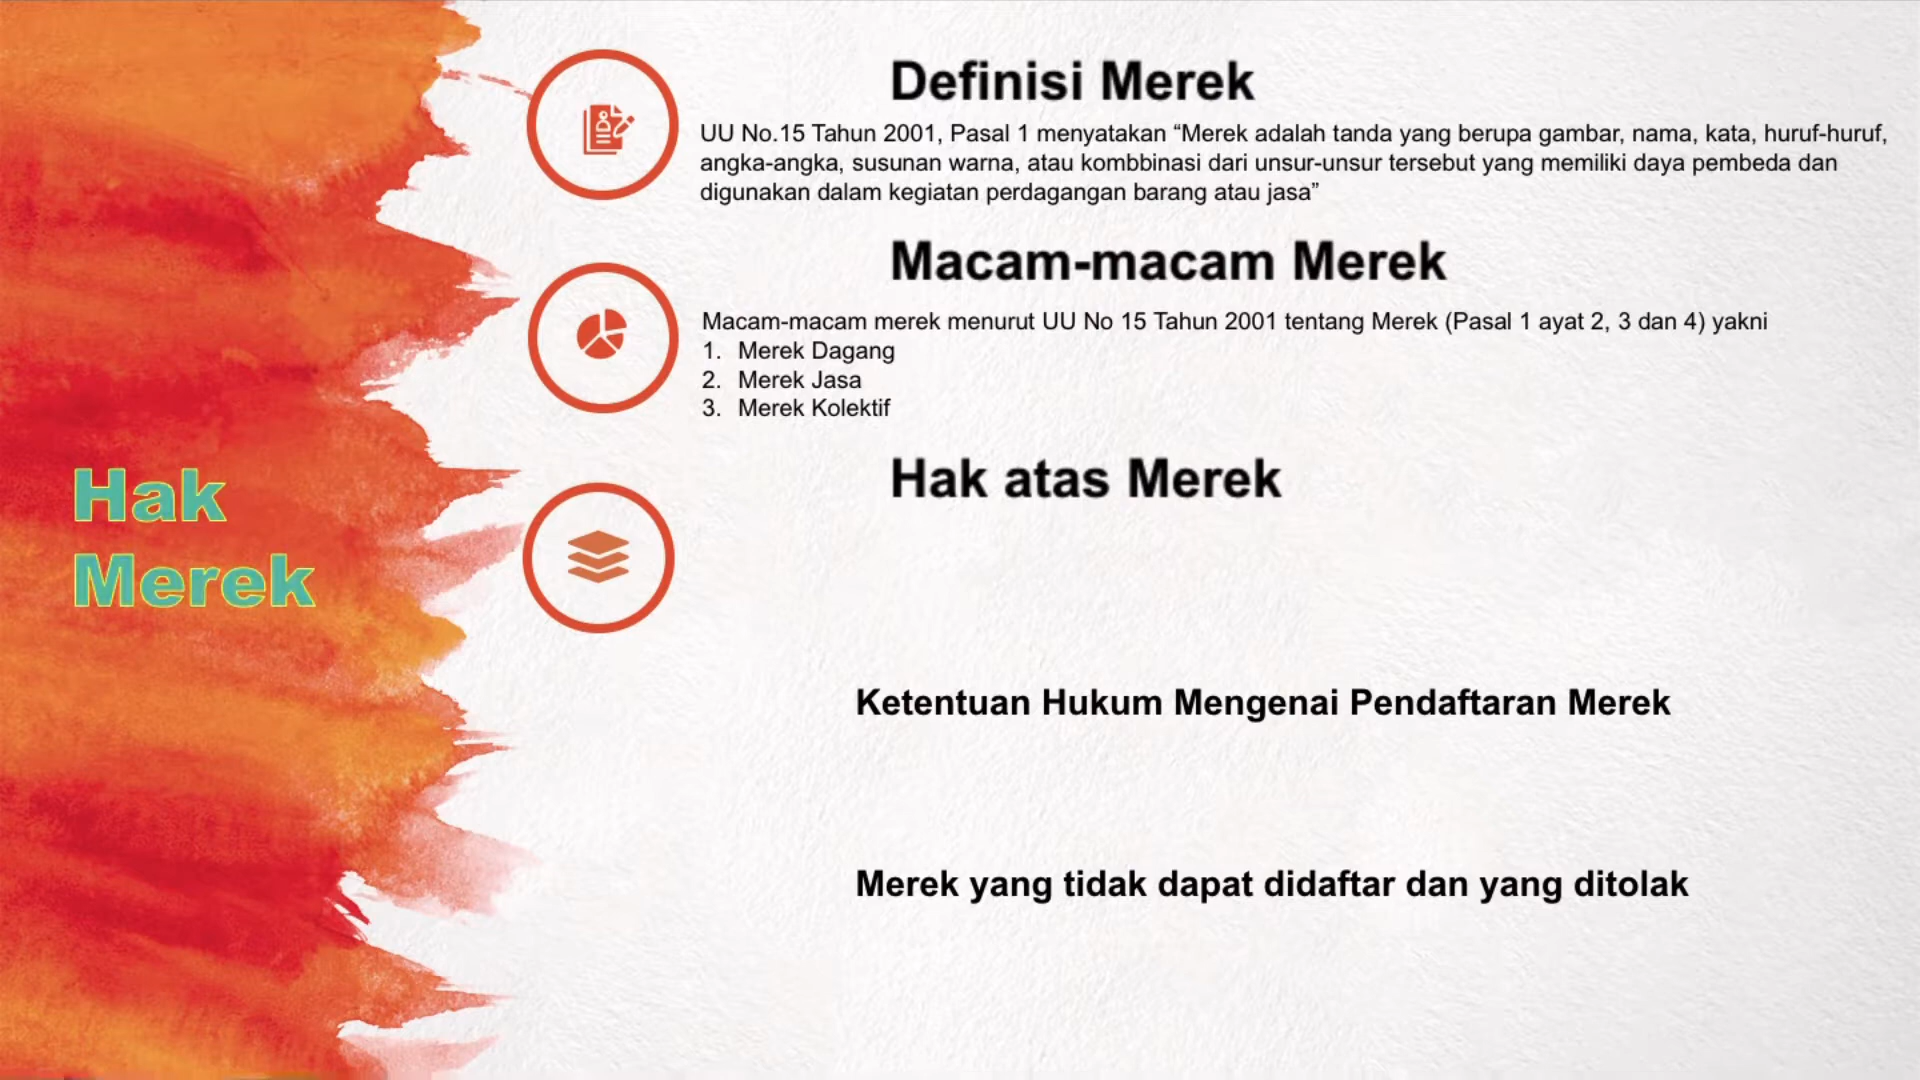 Hak
Merek
Definisi Merek
UU No.15 Tahun 2001, Pasal 1 menyatakan “Merek adalah tanda yang berupa gambar, nama, kata, huruf-huruf,
angka-angka, susunan warna, atau kombbinasi dari unsur-unsur tersebut yang memiliki daya pembeda dan
digunakan dalam kegiatan perdagangan barang atau jasa”
Macam-macam Merek
Macam-macam merek menurut UU No 15 Tahun 2001 tentang Merek (Pasal 1 ayat 2, 3 dan 4) yakni
1. Merek Dagang
2. Merek Jasa
3. Merek Kolektif
Hak atas Merek
Ketentuan Hukum Mengenai Pendaftaran Merek
Merek yang tidak dapat didaftar dan yang ditolak